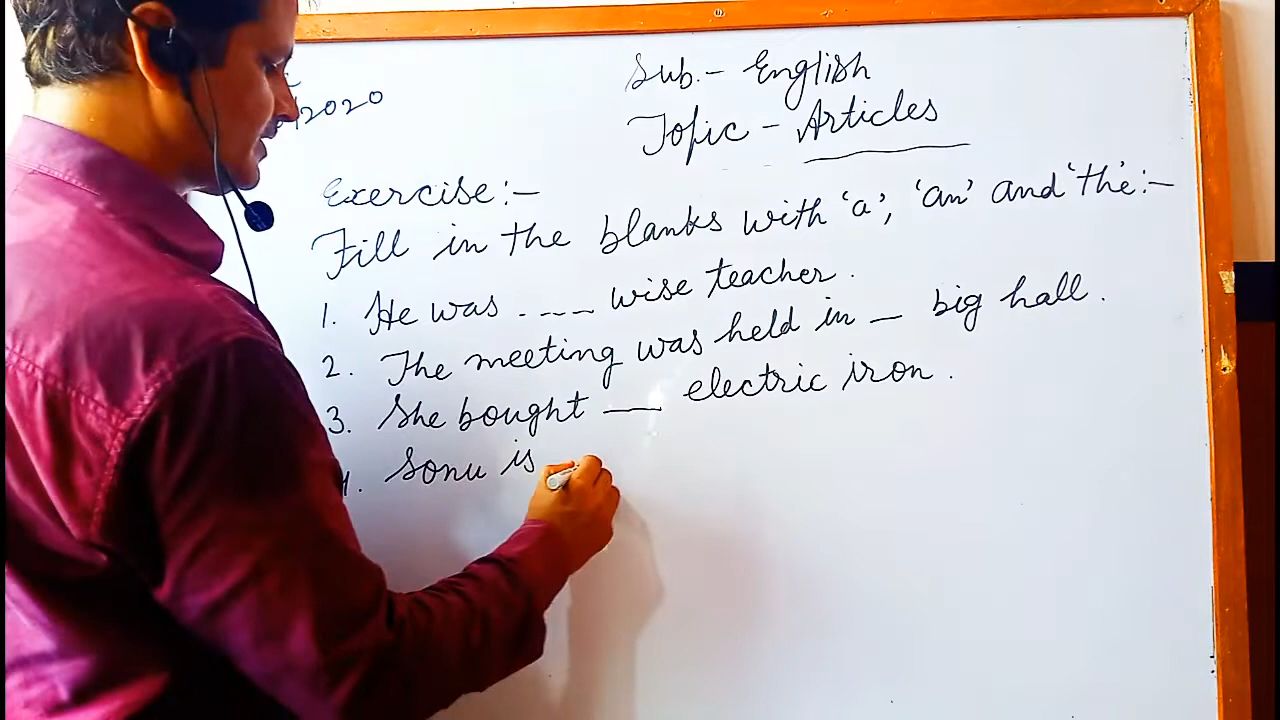 /2020
Sub.- English
Topic - Articles
Exercise:-
Fill in the blanks with 'a', 'an' and 'the':-
1. He was ---- wise teacher.
2. The meeting was held in _ big hall.
3. She bought __ electric iron.
4. Sonu is